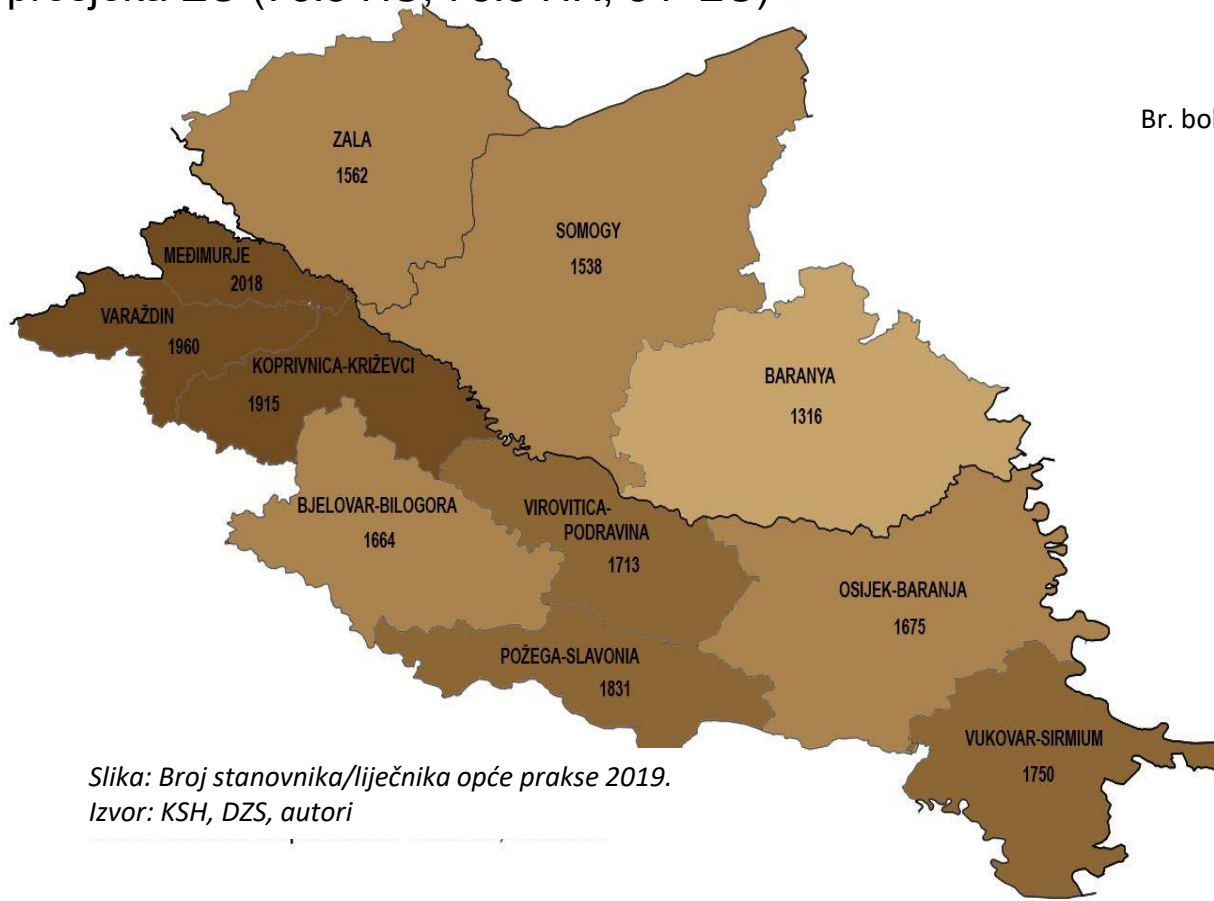 Br. bol
ZALA
1562
SOMOGY
1538
MEĐIMURJE
2018
VARAŽDIN
1960
KOPRIVNICA-KRIŽEVCI
1915
BARANYA
1316
BJELOVAR-BILOGORA
1664
VIROVITICA-
PODRAVINA
1713
OSIJEK-BARANJA
1675
POŽEGA-SLAVONIA
1831
VUKOVAR-SIRMIUM
1750
Slika: Broj stanovnika/liječnika opće prakse 2019.
Izvor: KSH, DZS, autori